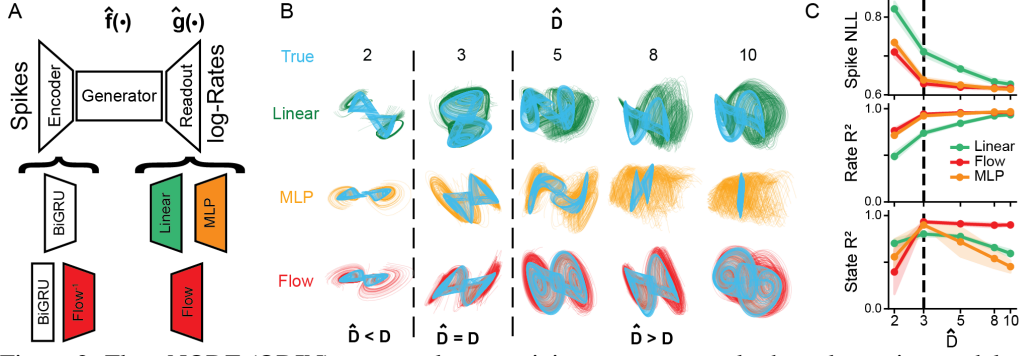 A
f̂(•) ĝ(•)
Spikes
Encoder
Generator
Readout
log-Rates
BiGRU
Linear
MLP
BiGRU
Flow⁻¹
Flow
B
D̂
True 2 3 5 8 10
Linear
MLP
Flow
D̂ < D D̂ = D D̂ > D
C
Spike NLL
0.8
0.6
Rate R²
1.0
0.0
Linear
Flow
MLP
State R²
1.0
0.0
2 3 5 8 10
D̂